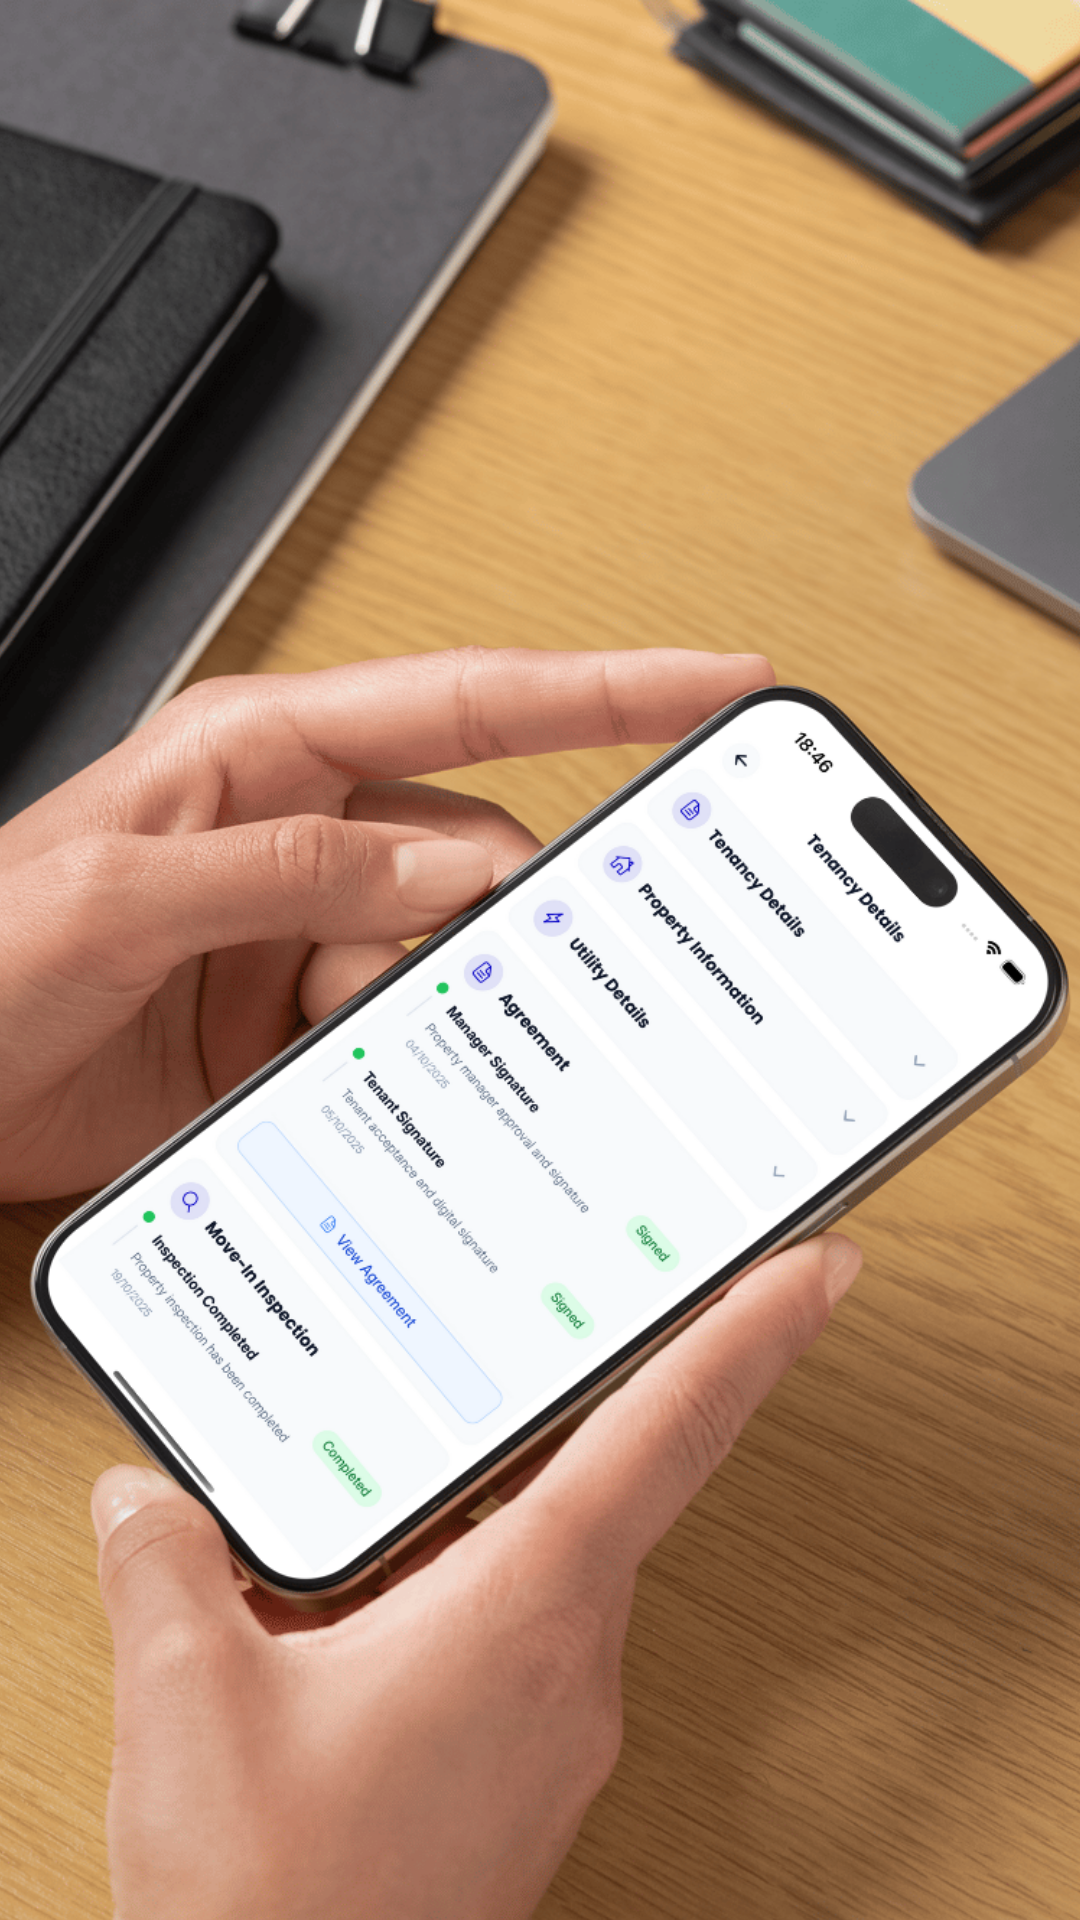 18:46
Tenancy Details
Tenancy Details
Property Information
Utility Details
Agreement
Manager Signature
Property manager approval and signature
04/10/2025
Signed
Tenant Signature
Tenant acceptance and digital signature
05/10/2025
Signed
View Agreement
Move-In Inspection
Inspection Completed
Property inspection has been completed
19/10/2025
Completed